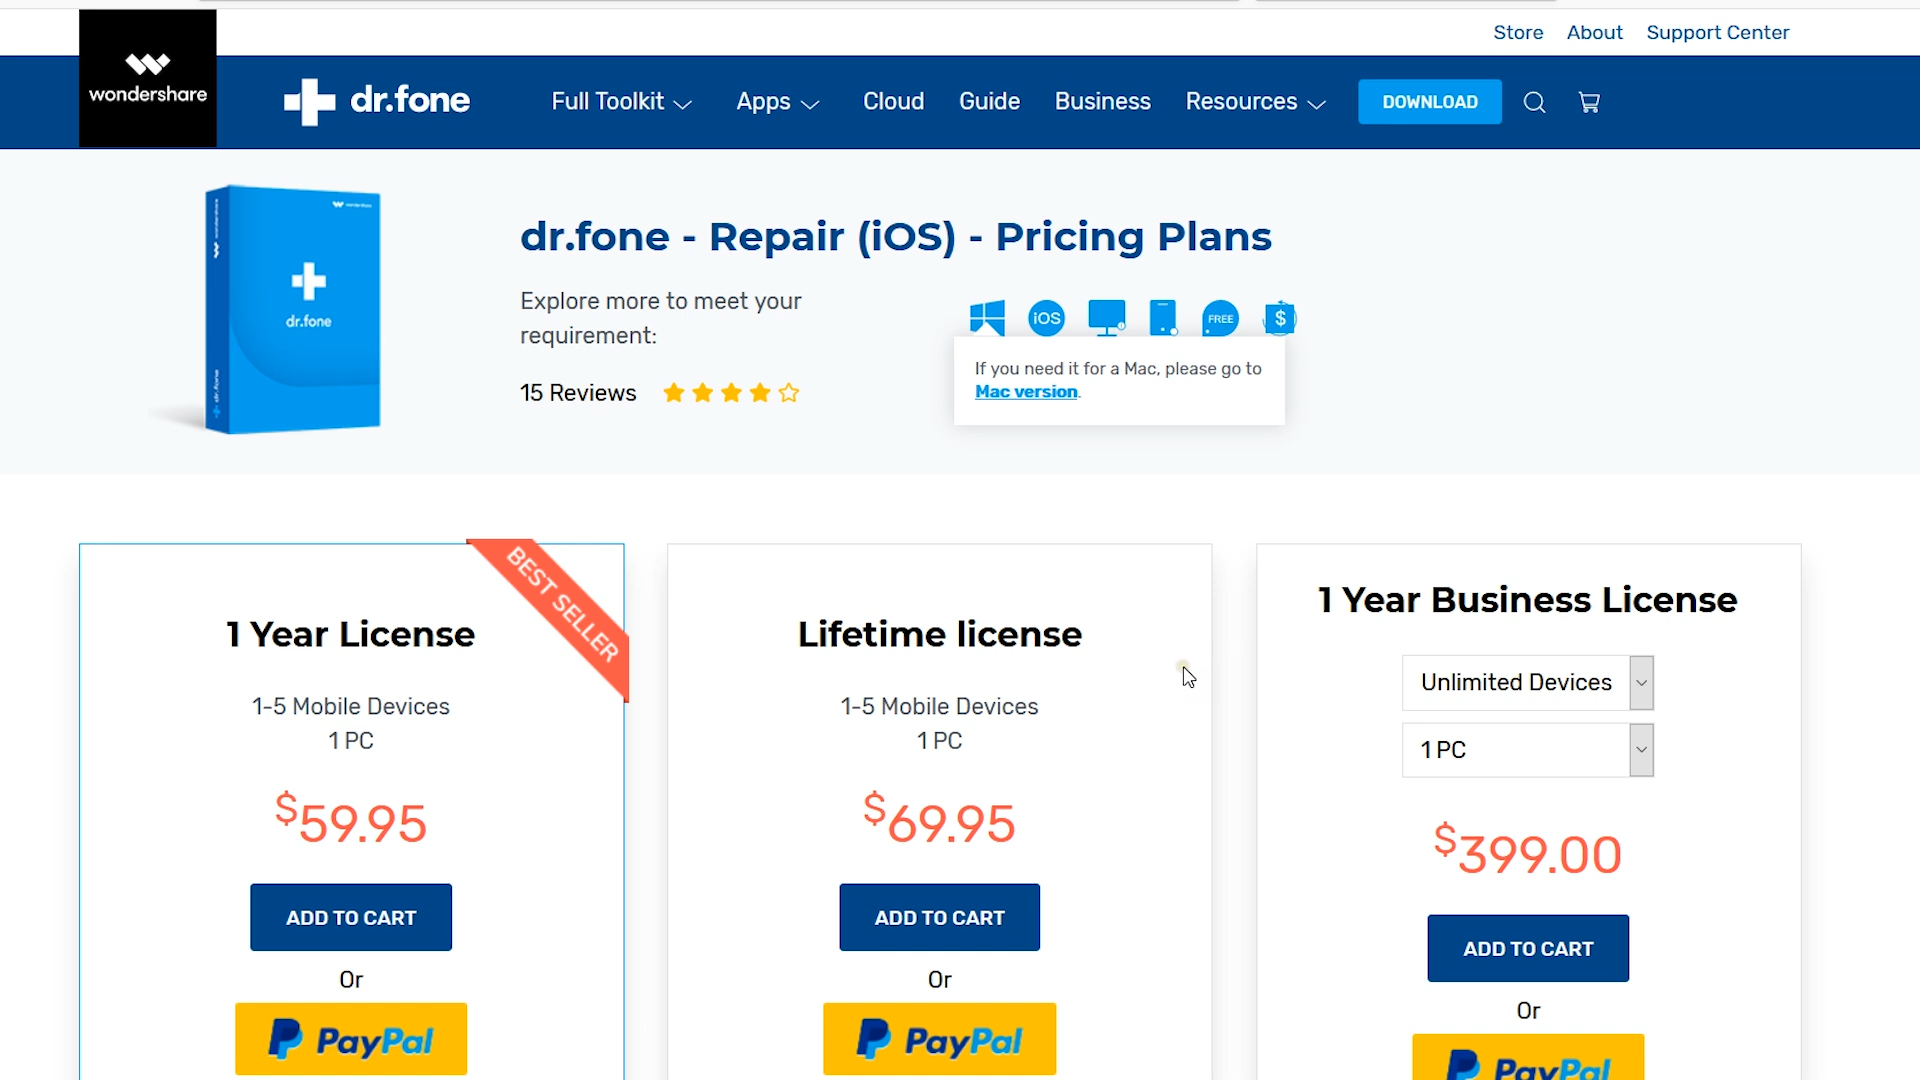 Store About Support Center
wondershare
dr.fone Full Toolkit Apps Cloud Guide Business Resources DOWNLOAD
dr.fone - Repair (iOS) - Pricing Plans
Explore more to meet your
requirement:
iOS FREE $
15 Reviews
If you need it for a Mac, please go to
Mac version.
dr.fone
BEST SELLER
1 Year License
1-5 Mobile Devices
1 PC
$59.95
ADD TO CART
Or
PayPal
Lifetime license
1-5 Mobile Devices
1 PC
$69.95
ADD TO CART
Or
PayPal
1 Year Business License
Unlimited Devices
1 PC
$399.00
ADD TO CART
Or
PayPal